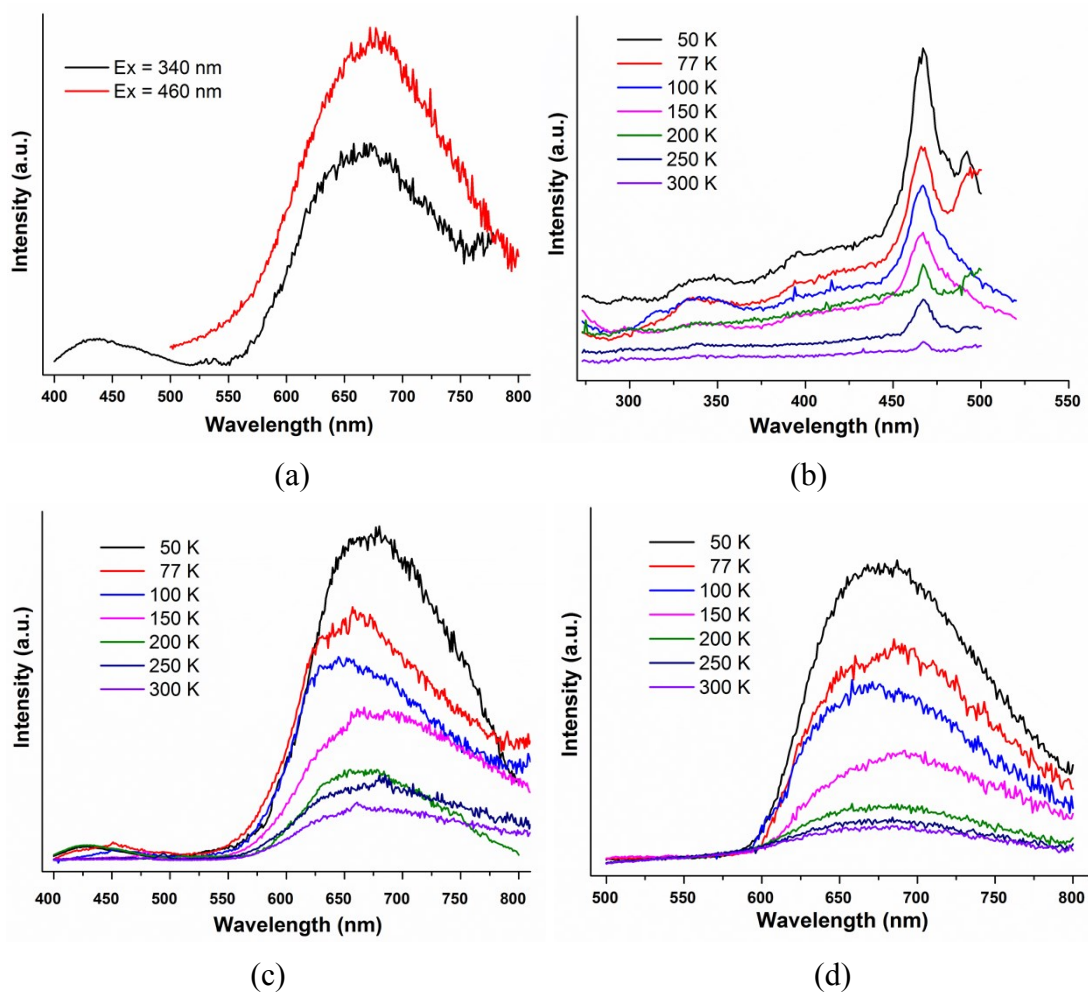 Ex = 340 nm
Ex = 460 nm
Intensity (a.u.)
400 450 500 550 600 650 700 750 800
Wavelength (nm)
(a)
50 K
77 K
100 K
150 K
200 K
250 K
300 K
Intensity (a.u.)
300 350 400 450 500 550
Wavelength (nm)
(b)
50 K
77 K
100 K
150 K
200 K
250 K
300 K
Intensity (a.u.)
400 450 500 550 600 650 700 750 800
Wavelength (nm)
(c)
50 K
77 K
100 K
150 K
200 K
250 K
300 K
Intensity (a.u.)
500 550 600 650 700 750 800
Wavelength (nm)
(d)